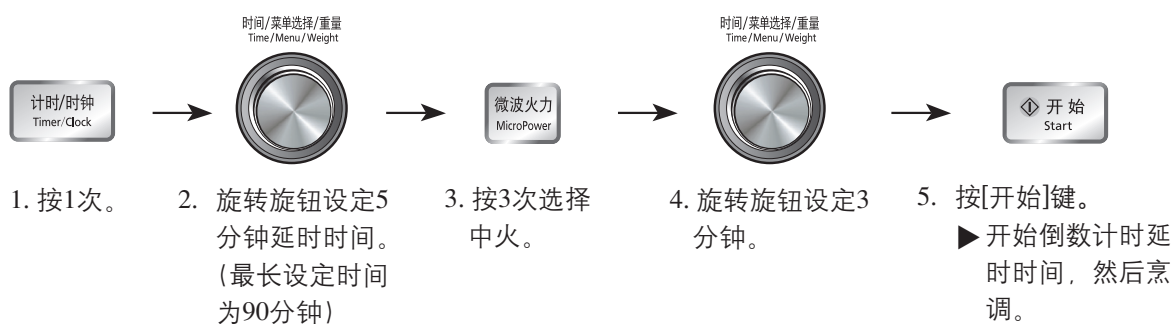 时间/菜单选择/重量
Time/Menu/Weight
时间/菜单选择/重量
Time/Menu/Weight
计时/时钟
Timer/Clock
微波火力
MicroPower
开始
Start
1. 按1次。
2. 旋转旋钮设定5
分钟延时时间。
(最长设定时间
为90分钟)
3. 按3次选择
中火。
4. 旋转旋钮设定3
分钟。
5. 按[开始]键。
▶开始倒数计时延
时时间，然后烹
调。